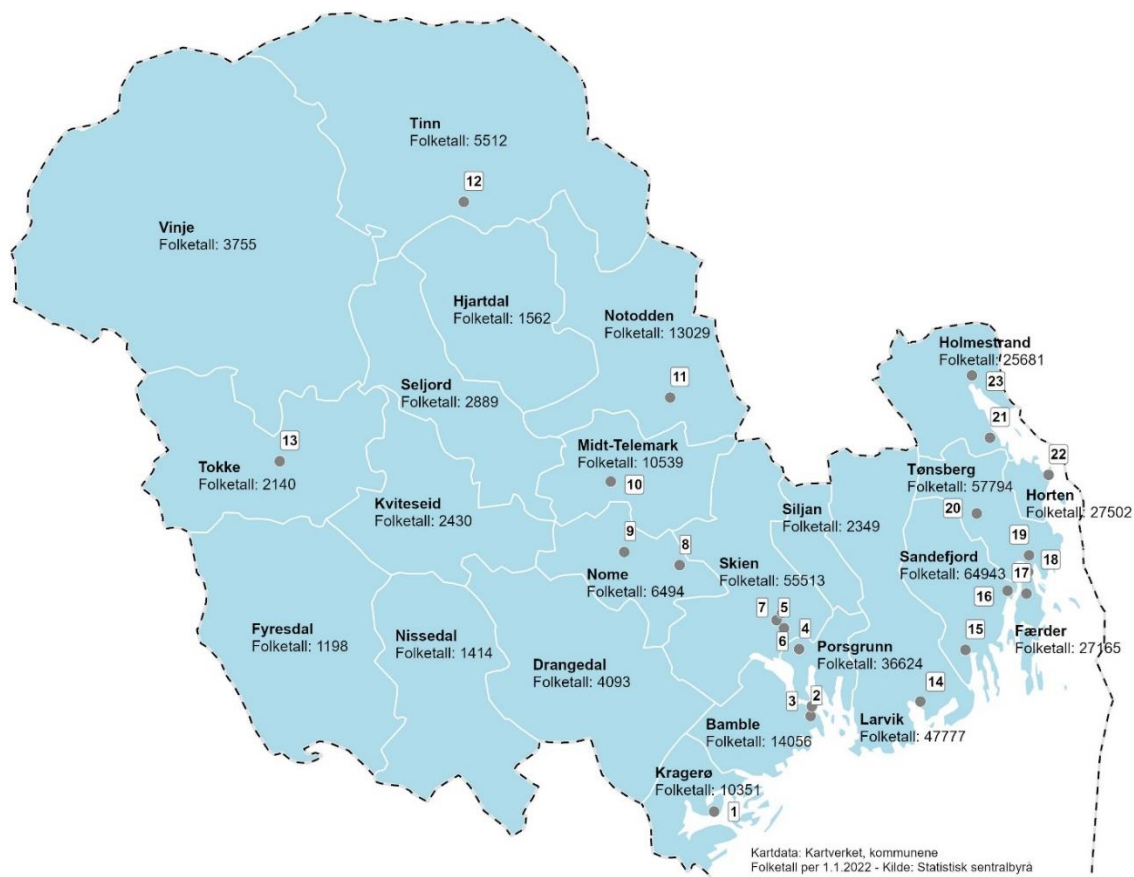 Tinn
Folketall: 5512
12
Vinje
Folketall: 3755
Hjartdal
Folketall: 1562
Notodden
Folketall: 13029
Holmestrand
Folketall: 25681
23
11
Seljord
Folketall: 2889
21
13
Tokke
Folketall: 2140
Midt-Telemark
Folketall: 10539
10
22
Tønsberg
Folketall: 57794
Horten
Folketall: 27502
Kviteseid
Folketall: 2430
Siljan
Folketall: 2349
20
9
8
19
18
Nome
Folketall: 6494
Skien
Folketall: 55513
Sandefjord
Folketall: 64943
17
16
7
5
4
6
15
Fyresdal
Folketall: 1198
Nissedal
Folketall: 1414
Drangedal
Folketall: 4093
Porsgrunn
Folketall: 36624
Færder
Folketall: 27165
14
3
2
Bamble
Folketall: 14056
Larvik
Folketall: 47777
Kragerø
Folketall: 10351
1
Kartdata: Kartverket, kommunene
Folketall per 1.1.2022 - Kilde: Statistisk sentralbyrå